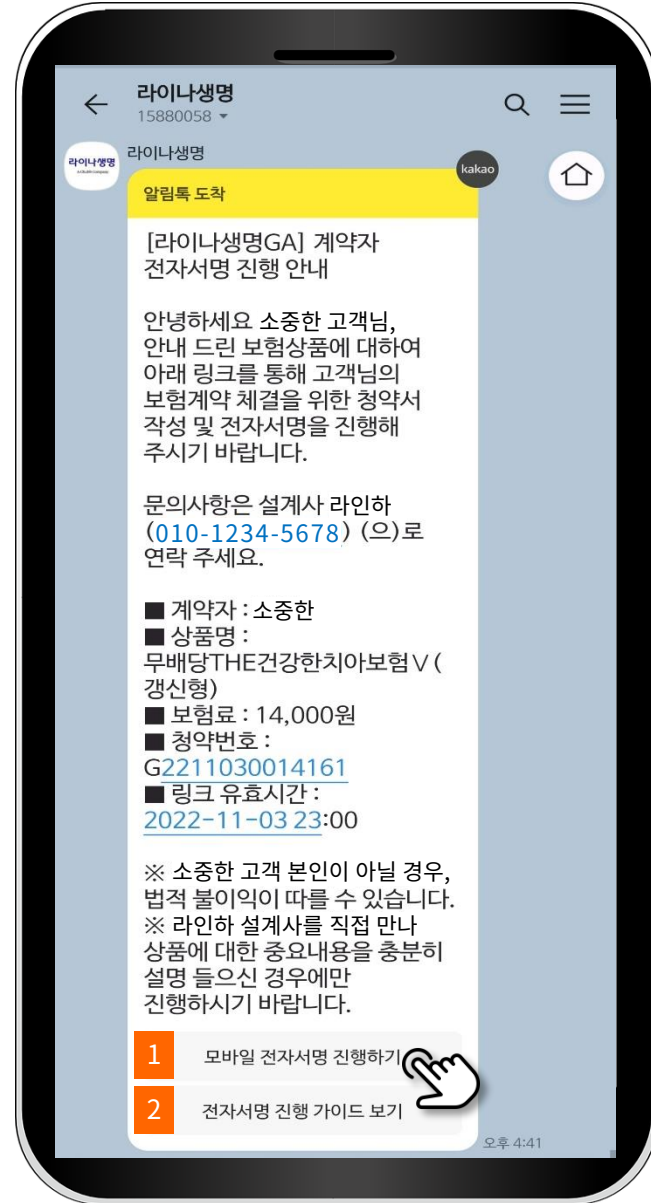 라이나생명
15880058
라이나생명
라이나생명
kakao
알림톡 도착
[라이나생명GA] 계약자
전자서명 진행 안내
안녕하세요 소중한 고객님,
안내 드린 보험상품에 대하여
아래 링크를 통해 고객님의
보험계약 체결을 위한 청약서
작성 및 전자서명을 진행해
주시기 바랍니다.
문의사항은 설계사 라인하
(010-1234-5678) (으)로
연락 주세요.
■ 계약자 : 소중한
■ 상품명 :
무배당THE건강한치아보험Ⅴ(
갱신형)
■ 보험료 : 14,000원
■ 청약번호 :
G2211030014161
■ 링크 유효시간 :
2022-11-03 23:00
※ 소중한 고객 본인이 아닐 경우,
법적 불이익이 따를 수 있습니다.
※ 라인하 설계사를 직접 만나
상품에 대한 중요내용을 충분히
설명 들으신 경우에만
진행하시기 바랍니다.
1 모바일 전자서명 진행하기
2 전자서명 진행 가이드 보기
오후 4:41